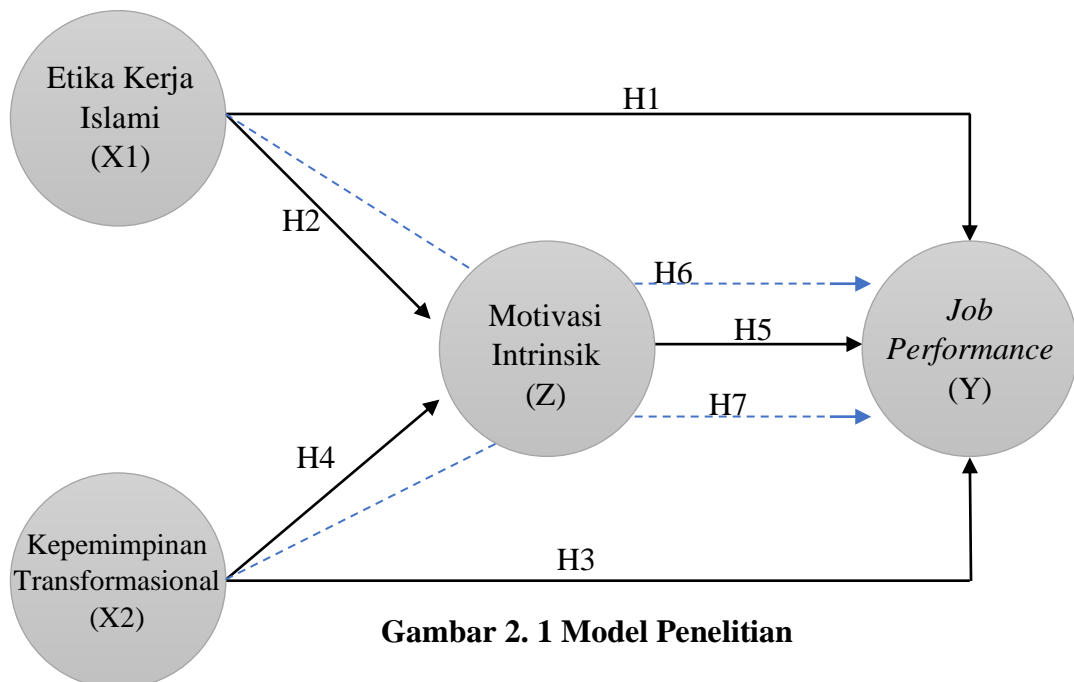 Etika Kerja
Islami
(X1)
H1
H2
H6
Motivasi
Intrinsik
(Z)
H5
Job
Performance
(Y)
H7
H4
Kepemimpinan
Transformasional
(X2)
H3
Gambar 2. 1 Model Penelitian